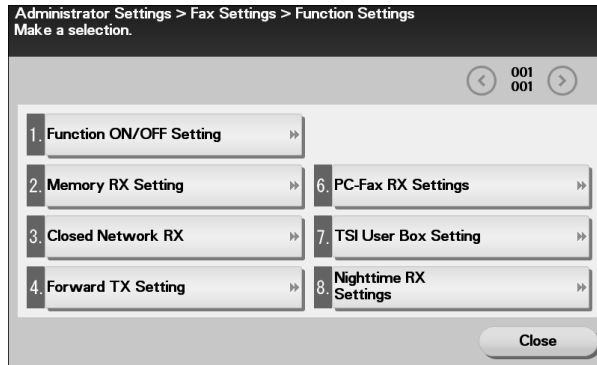 Administrator Settings > Fax Settings > Function Settings
Make a selection.
001
001
1. Function ON/OFF Setting
2. Memory RX Setting
3. Closed Network RX
4. Forward TX Setting
6. PC-Fax RX Settings
7. TSI User Box Setting
8. Nighttime RX
Settings
Close